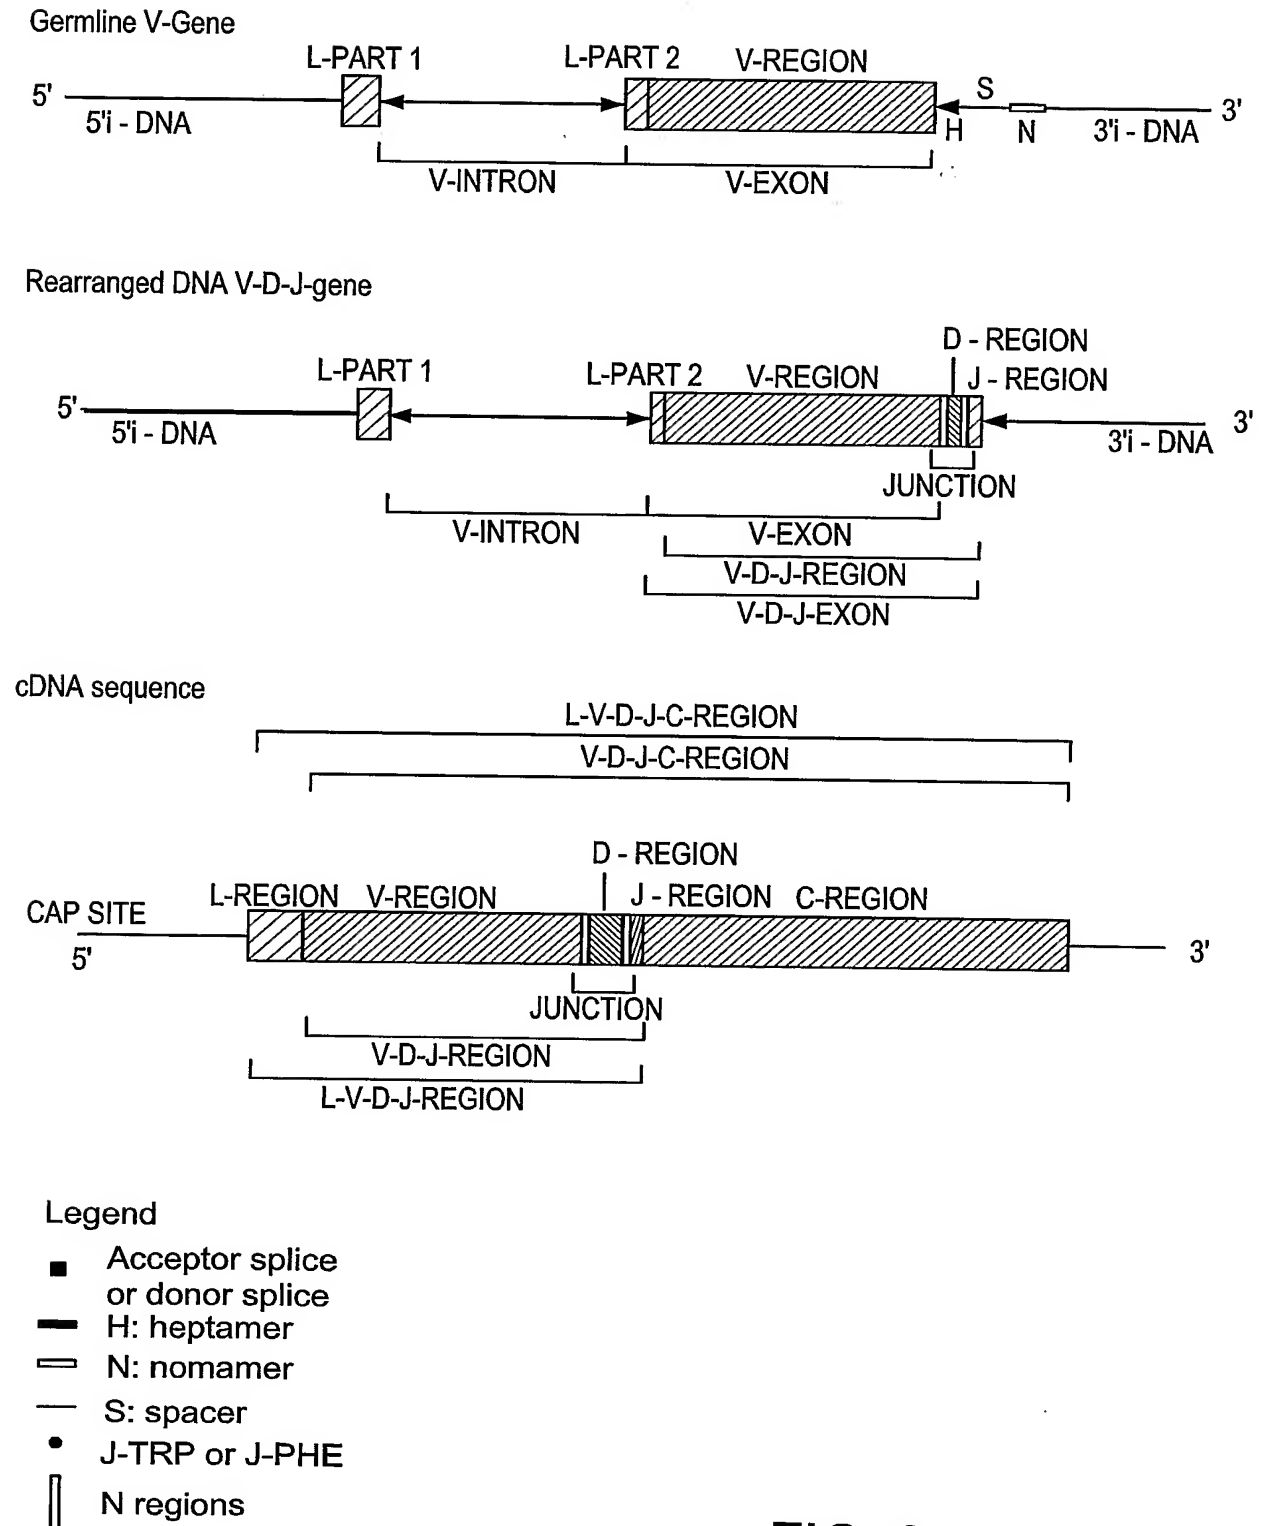 Germline V-Gene
L-PART 1
L-PART 2
V-REGION
5'
5'i - DNA
S
H
N
3'i - DNA
3'
V-INTRON
V-EXON
Rearranged DNA V-D-J-gene
D - REGION
L-PART 1
L-PART 2
V-REGION
J - REGION
5'
5'i - DNA
3'i - DNA
3'
JUNCTION
V-INTRON
V-EXON
V-D-J-REGION
V-D-J-EXON
cDNA sequence
L-V-D-J-C-REGION
V-D-J-C-REGION
D - REGION
L-REGION
V-REGION
J - REGION
C-REGION
CAP SITE
5'
3'
JUNCTION
V-D-J-REGION
L-V-D-J-REGION
Legend
Acceptor splice
or donor splice
H: heptamer
N: nomamer
S: spacer
J-TRP or J-PHE
N regions